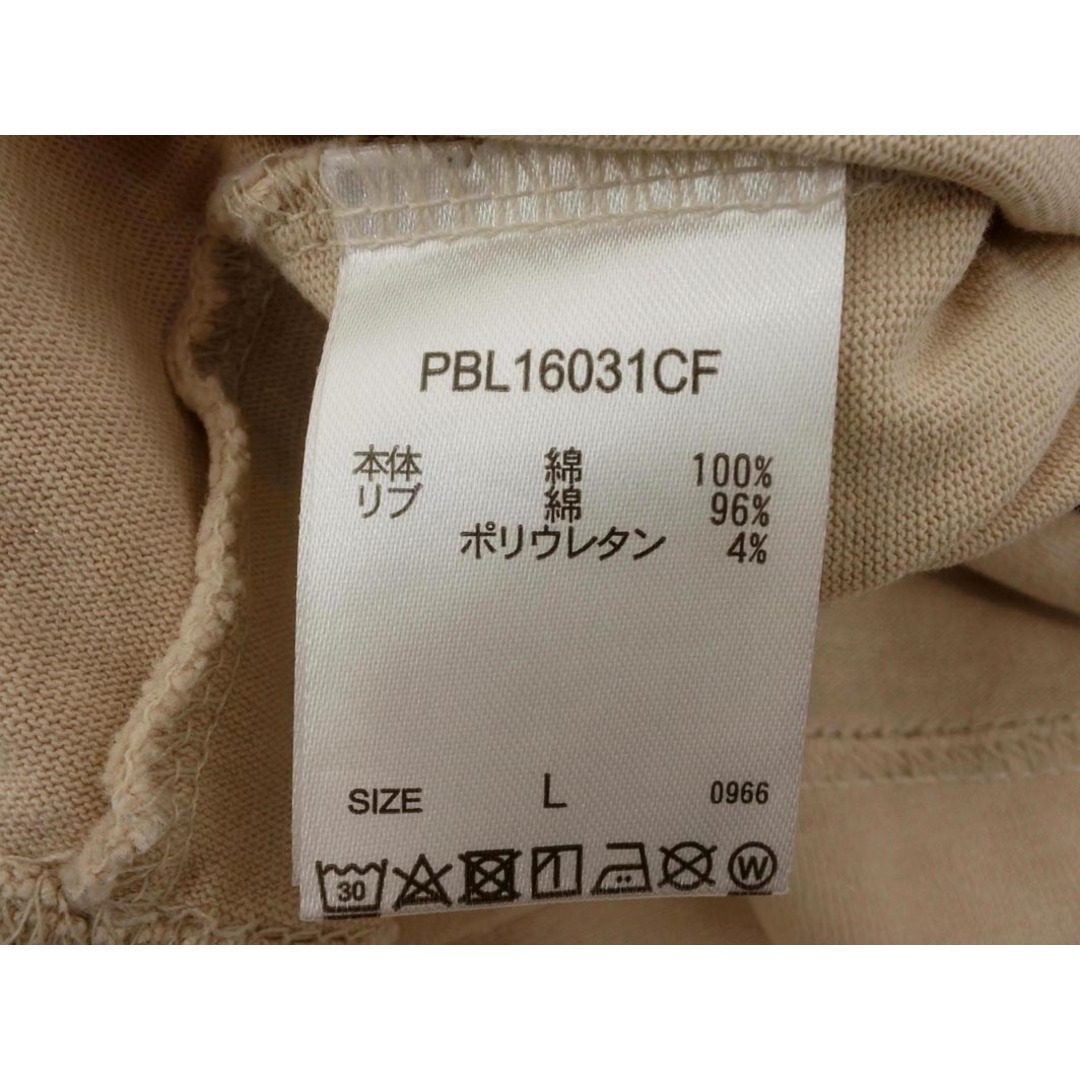 PBL16031CF
本体 綿 100%
リブ 綿 96%
ポリウレタン 4%
SIZE L 0966
30 W